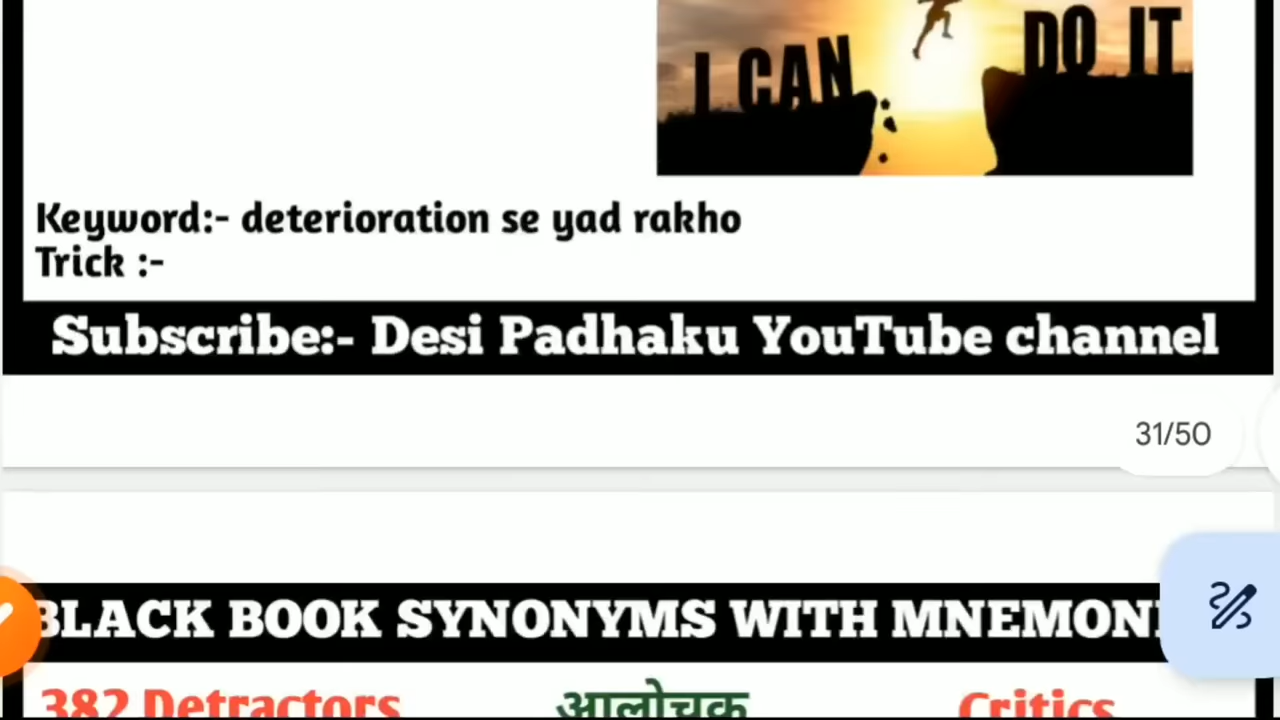 I CAN DO IT
Keyword:- deterioration se yad rakho
Trick :-
Subscribe:- Desi Padhaku YouTube channel
31/50
BLACK BOOK SYNONYMS WITH
382 Detractors आलोचक Critics